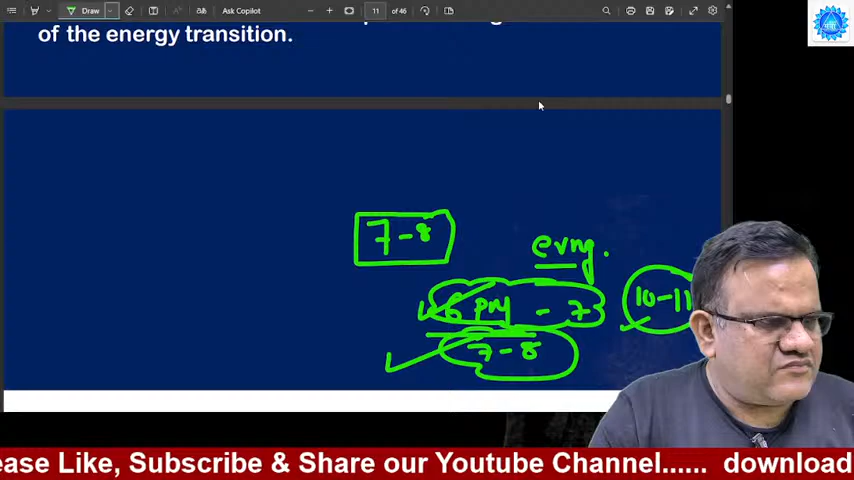 Draw
Ask Copilot
11 of 46
of the energy transition.
7-8
evng.
6 PM - 7
10-11
7-8
ease Like, Subscribe & Share our Youtube Channel...... download